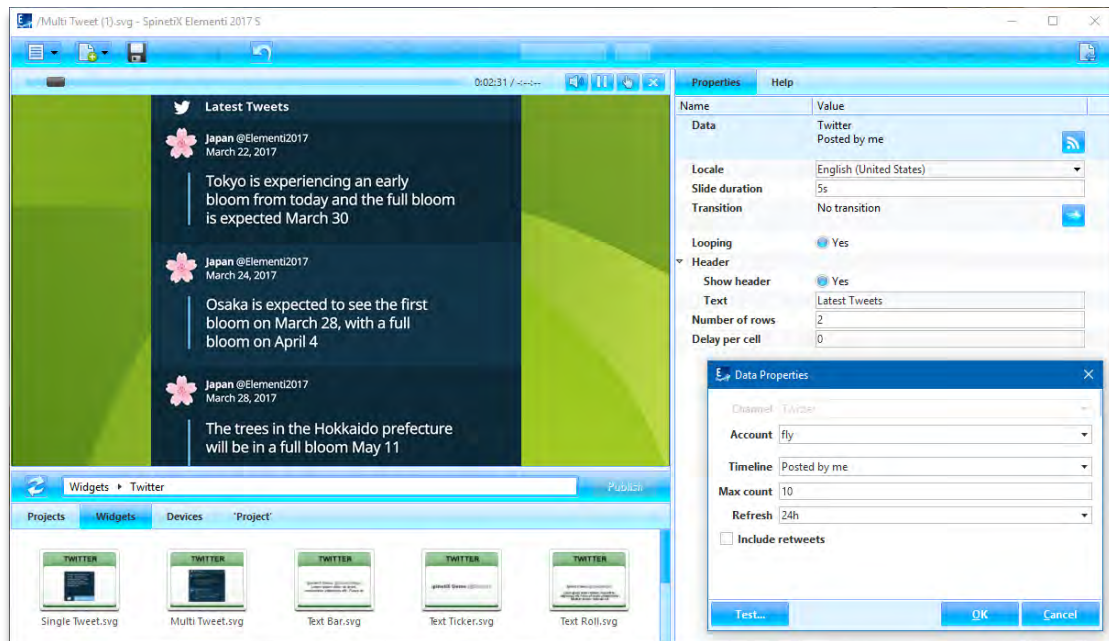 /Multi Tweet (1).svg - SpinetiX Elementi 2017 S
0:02:31 / -:--:--
Latest Tweets
Japan @Elementi2017
March 22, 2017
Tokyo is experiencing an early
bloom from today and the full bloom
is expected March 30
Japan @Elementi2017
March 24, 2017
Osaka is expected to see the first
bloom on March 28, with a full
bloom on April 4
Japan @Elementi2017
March 28, 2017
The trees in the Hokkaido prefecture
will be in a full bloom May 11
Widgets ▸ Twitter
Publish
Projects Widgets Devices 'Project'
TWITTER TWITTER TWITTER TWITTER TWITTER
Single Tweet.svg Multi Tweet.svg Text Bar.svg Text Ticker.svg Text Roll.svg
Properties Help
Name Value
Data Twitter
Posted by me
Locale English (United States)
Slide duration 5s
Transition No transition
Looping Yes
Header
Show header Yes
Text Latest Tweets
Number of rows 2
Delay per cell 0
Data Properties
Channel Twitter
Account fly
Timeline Posted by me
Max count 10
Refresh 24h
Include retweets
Test... OK Cancel